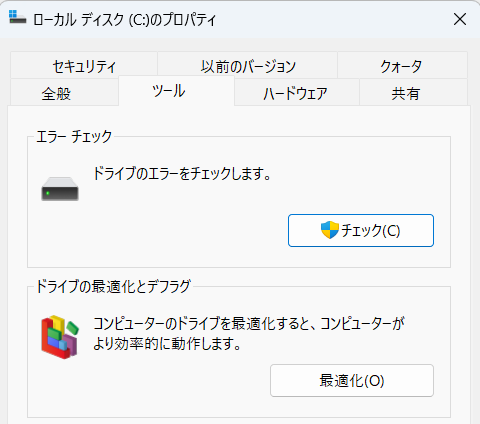 ローカル ディスク (C:)のプロパティ
セキュリティ 以前のバージョン クォータ
全般 ツール ハードウェア 共有
エラー チェック
ドライブのエラーをチェックします。
チェック(C)
ドライブの最適化とデフラグ
コンピューターのドライブを最適化すると、コンピューターが
より効率的に動作します。
最適化(O)